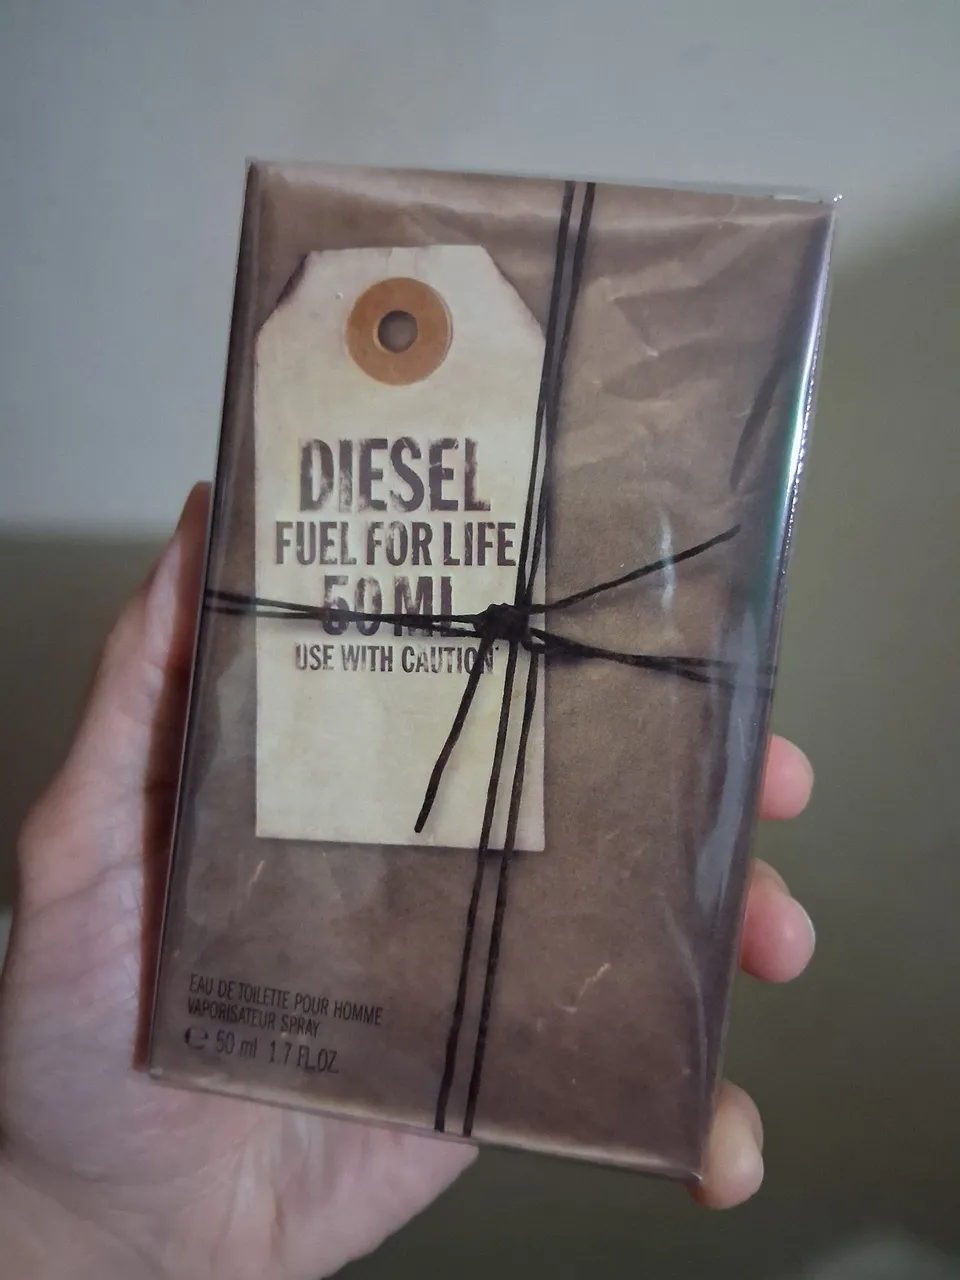 DIESEL
FUEL FOR LIFE
50 ML
USE WITH CAUTION
EAU DE TOILETTE POUR HOMME
VAPORISATEUR SPRAY
℮ 50 ml 1.7 FL.OZ.